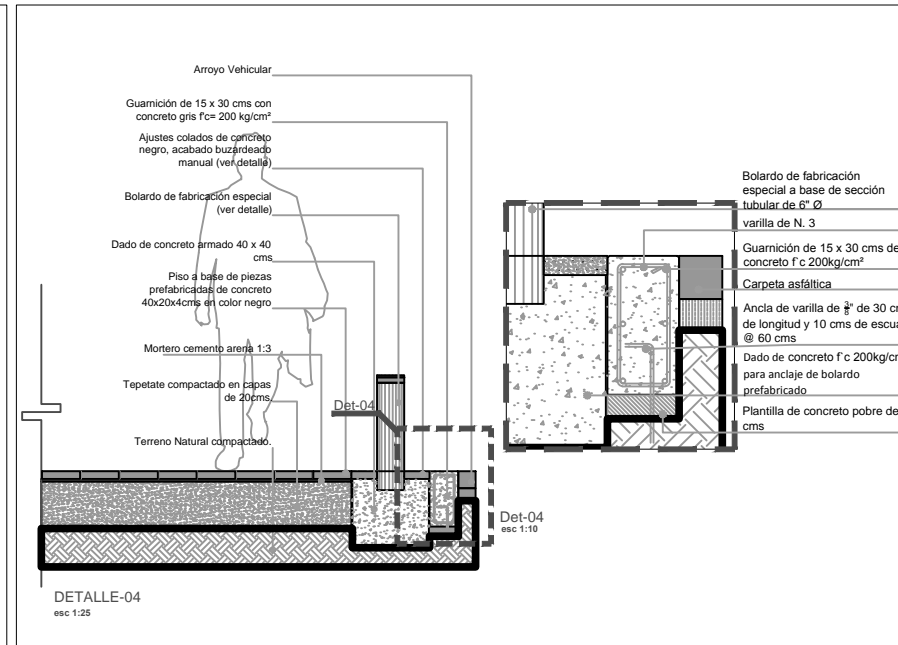 Arroyo Vehicular
Guarnición de 15 x 30 cms con
concreto gris f'c= 200 kg/cm²
Ajustes colados de concreto
negro, acabado buzardeado
manual (ver detalle)
Bolardo de fabricación especial
(ver detalle)
Dado de concreto armado 40 x 40
cms
Piso a base de piezas
prefabricadas de concreto
40x20x4cms en color negro
Mortero cemento arena 1:3
Tepetate compactado en capas
de 20cms.
Terreno Natural compactado.
Det-04
Det-04
esc 1:10
DETALLE-04
esc 1:25
Bolardo de fabricación
especial a base de sección
tubular de 6" Ø
varilla de N. 3
Guarnición de 15 x 30 cms de
concreto f´c 200kg/cm²
Carpeta asfáltica
Ancla de varilla de 3/8" de 30 cm
de longitud y 10 cms de escua
@ 60 cms
Dado de concreto f´c 200kg/cm
para anclaje de bolardo
prefabricado
Plantilla de concreto pobre de
cms